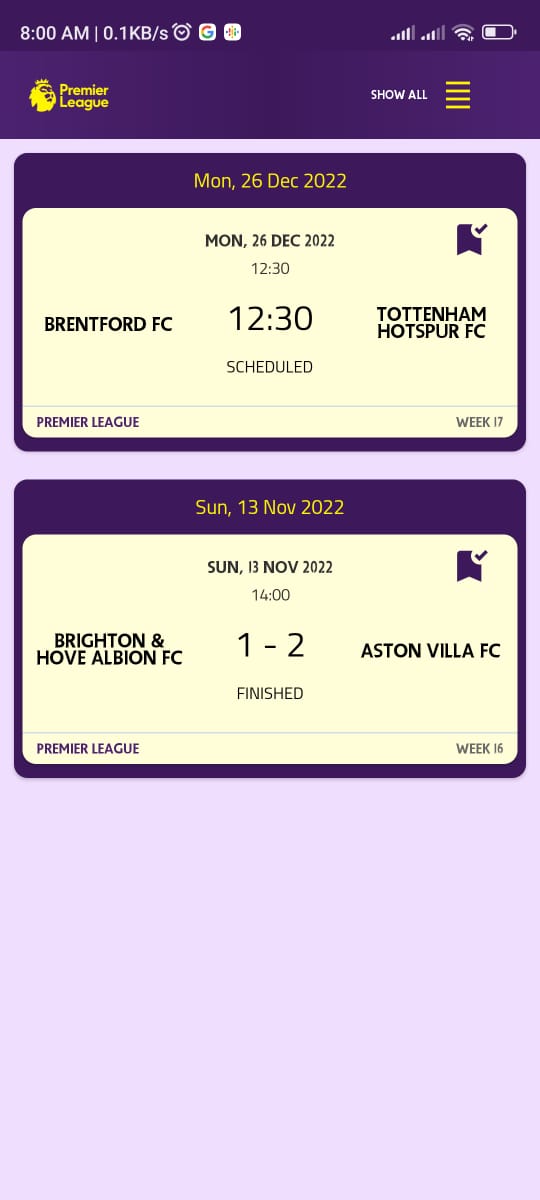 8:00 AM | 0.1KB/s
Premier
League
SHOW ALL
Mon, 26 Dec 2022
MON, 26 DEC 2022
12:30
BRENTFORD FC
12:30
TOTTENHAM
HOTSPUR FC
SCHEDULED
PREMIER LEAGUE
WEEK 17
Sun, 13 Nov 2022
SUN, 13 NOV 2022
14:00
BRIGHTON &
HOVE ALBION FC
1 - 2
ASTON VILLA FC
FINISHED
PREMIER LEAGUE
WEEK 16